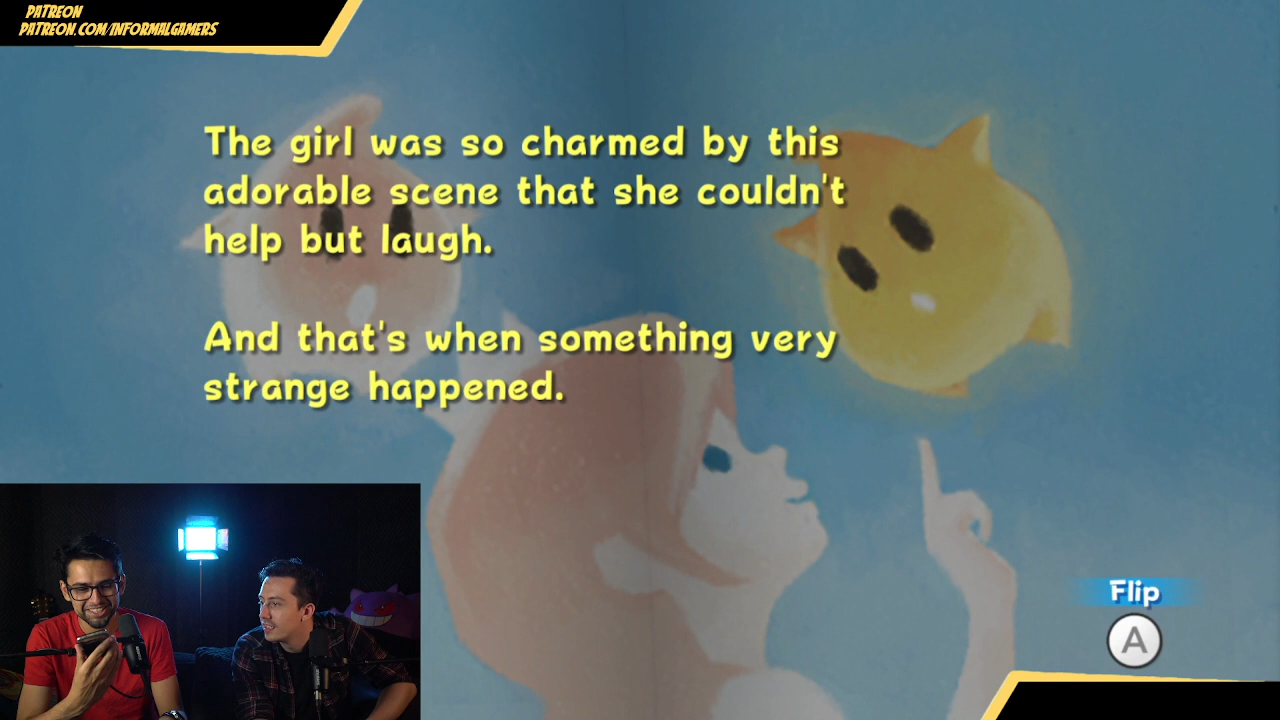 PATREON
PATREON.COM/INFORMALGAMERS
The girl was so charmed by this
adorable scene that she couldn't
help but laugh.
And that's when something very
strange happened.
Flip
A